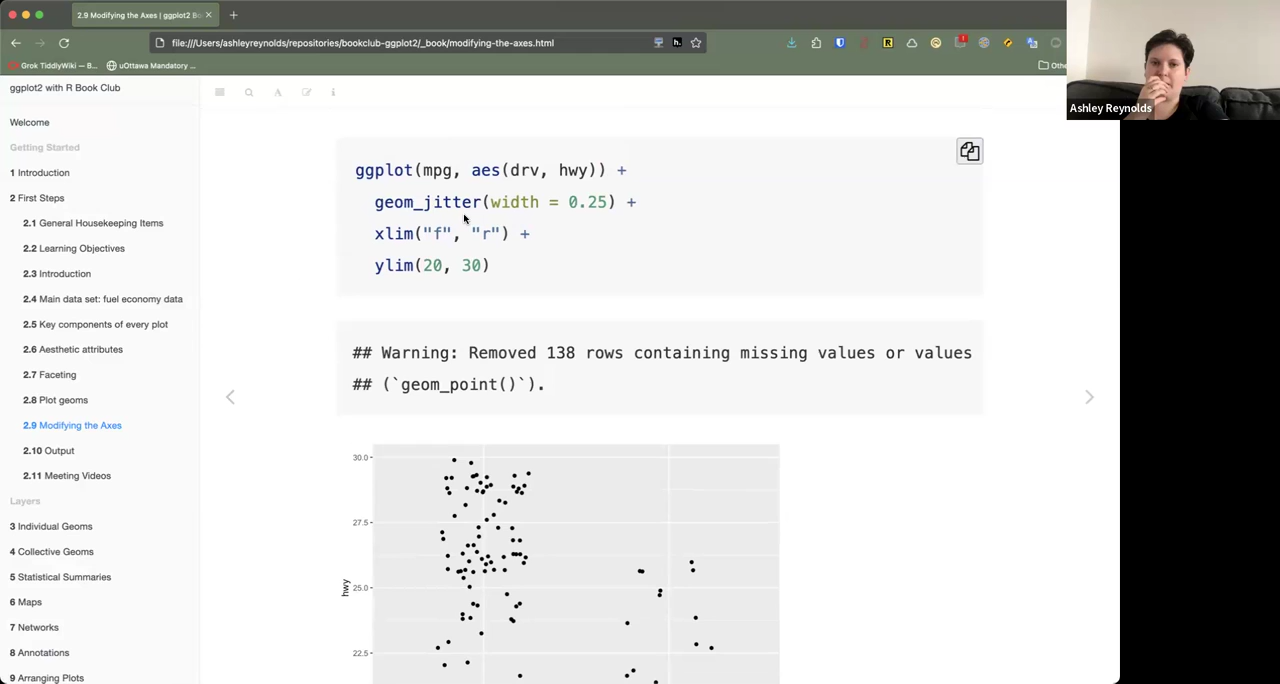 2.9 Modifying the Axes | ggplot2 Bo
file:///Users/ashleyreynolds/repositories/bookclub-ggplot2/_book/modifying-the-axes.html
Grok TiddlyWiki — B...
uOttawa Mandatory ...
Othe
Ashley Reynolds
ggplot2 with R Book Club
Welcome
Getting Started
1 Introduction
2 First Steps
2.1 General Housekeeping Items
2.2 Learning Objectives
2.3 Introduction
2.4 Main data set: fuel economy data
2.5 Key components of every plot
2.6 Aesthetic attributes
2.7 Faceting
2.8 Plot geoms
2.9 Modifying the Axes
2.10 Output
2.11 Meeting Videos
Layers
3 Individual Geoms
4 Collective Geoms
5 Statistical Summaries
6 Maps
7 Networks
8 Annotations
9 Arranging Plots
ggplot(mpg, aes(drv, hwy)) +
geom_jitter(width = 0.25) +
xlim("f", "r") +
ylim(20, 30)
## Warning: Removed 138 rows containing missing values or values
## (`geom_point()`).
30.0
27.5
25.0
22.5
hwy